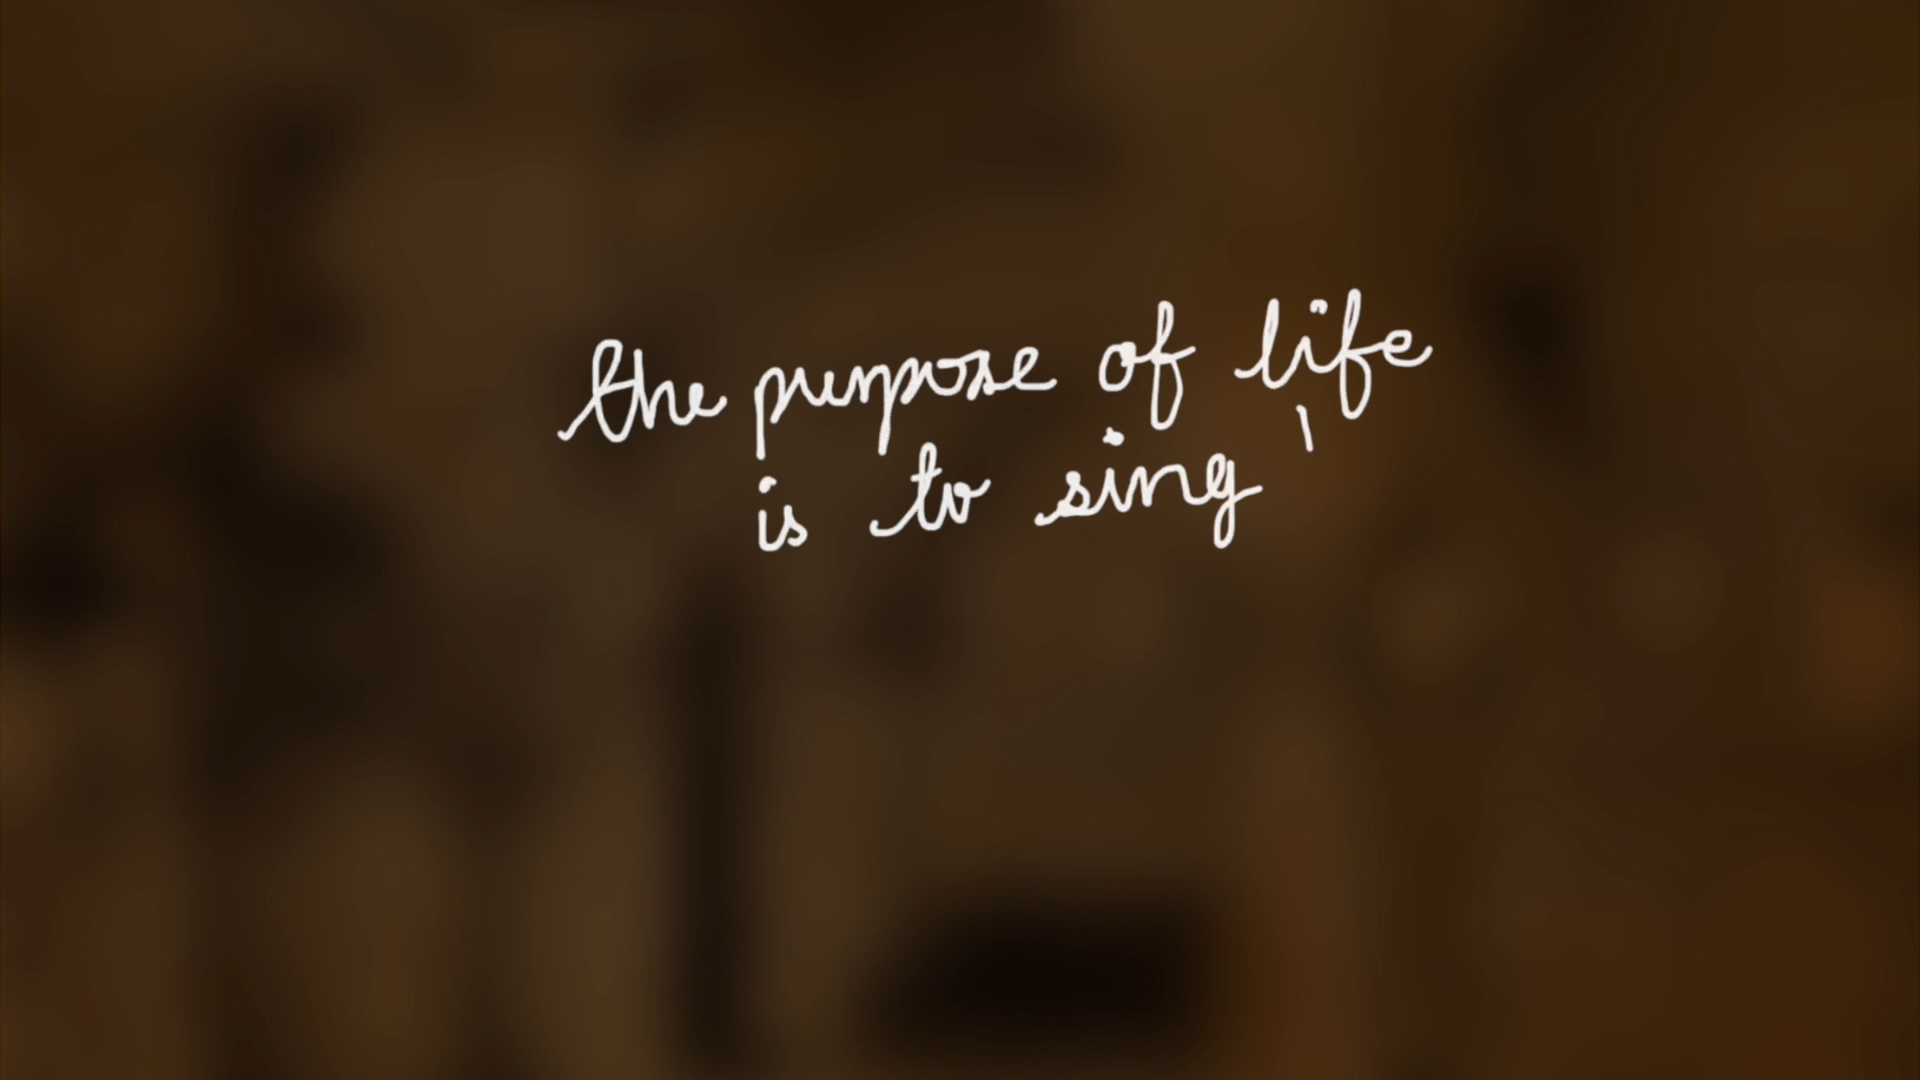 the purpose of life
is to sing '